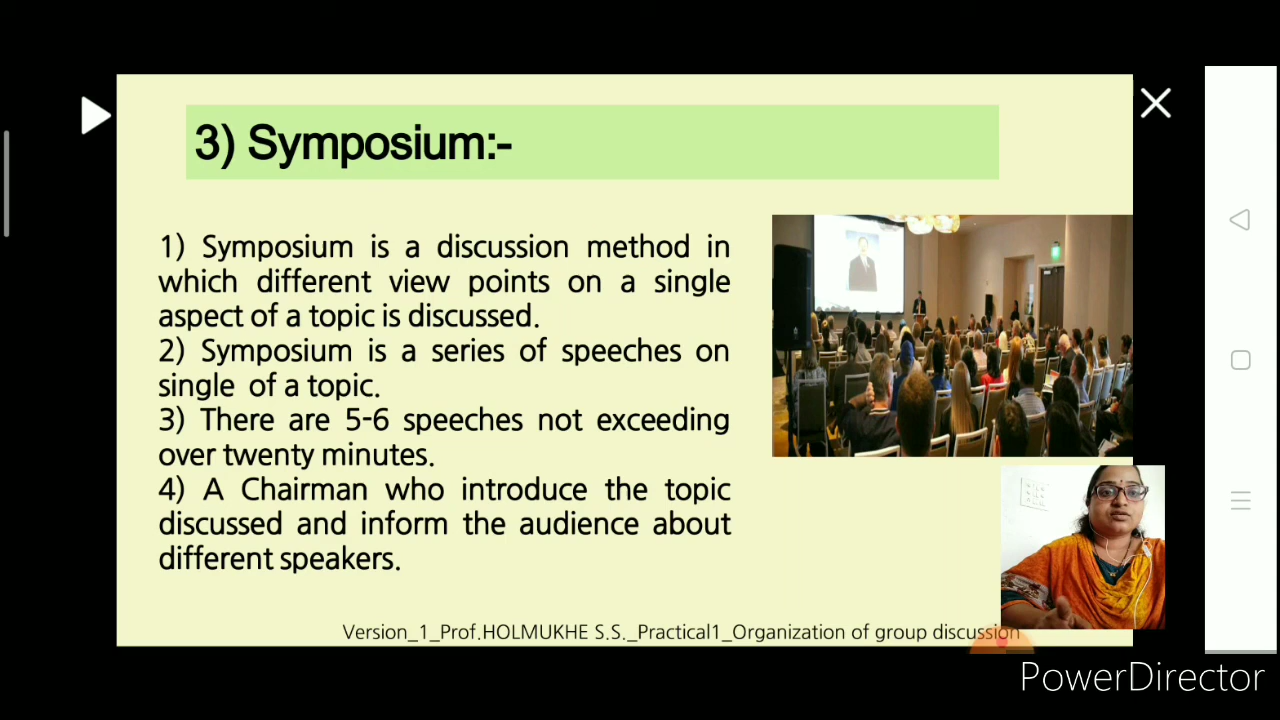 3) Symposium:-
1) Symposium is a discussion method in
which different view points on a single
aspect of a topic is discussed.
2) Symposium is a series of speeches on
single of a topic.
3) There are 5-6 speeches not exceeding
over twenty minutes.
4) A Chairman who introduce the topic
discussed and inform the audience about
different speakers.
Version_1_Prof.HOLMUKHE S.S._Practical1_Organization of group discussion
PowerDirector